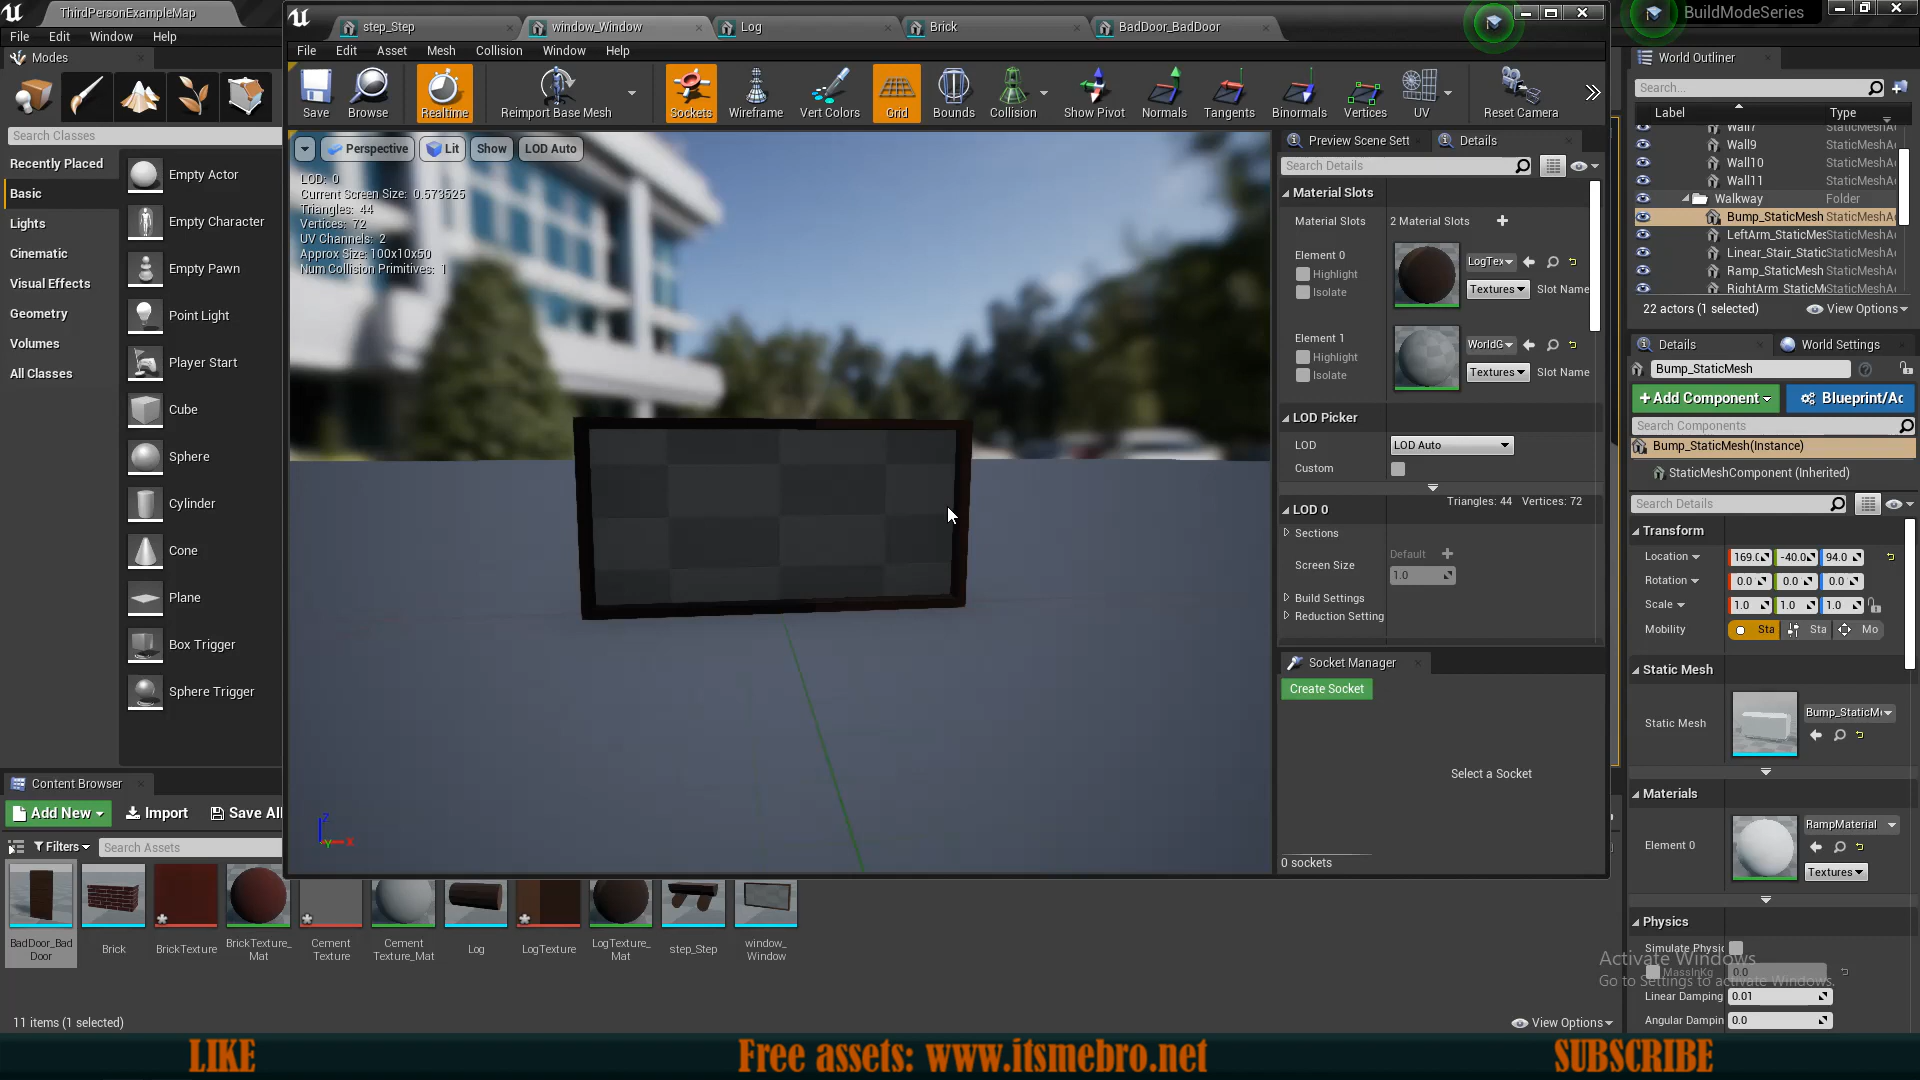 ThirdPersonExampleMap
File Edit Window Help
Modes
Search Classes
Recently Placed
Basic
Lights
Cinematic
Visual Effects
Geometry
Volumes
All Classes
Empty Actor
Empty Character
Empty Pawn
Point Light
Player Start
Cube
Sphere
Cylinder
Cone
Plane
Box Trigger
Sphere Trigger
step_Step window_Window Log Brick BadDoor_BadDoor
File Edit Asset Mesh Collision Window Help
Save Browse Realtime Reimport Base Mesh Sockets Wireframe Vert Colors Grid Bounds Collision Show Pivot Normals Tangents Binormals Vertices UV Reset Camera
Perspective Lit Show LOD Auto
LOD: 0
Current Screen Size: 0.573525
Triangles: 44
Vertices: 72
UV Channels: 2
Approx Size: 100x10x50
Num Collision Primitives: 1
Z
Y X
Preview Scene Sett Details
Search Details
Material Slots
Material Slots 2 Material Slots
Element 0
Highlight
Isolate
LogTex
Textures Slot Name
Element 1
Highlight
Isolate
WorldG
Textures Slot Name
LOD Picker
LOD LOD Auto
Custom
Triangles: 44 Vertices: 72
LOD 0
Sections
Default
Screen Size 1.0
Build Settings
Reduction Setting
Socket Manager
Create Socket
Select a Socket
0 sockets
BuildModeSeries
World Outliner
Search...
Label Type
Wall7 StaticMeshA
Wall9 StaticMeshA
Wall10 StaticMeshA
Wall11 StaticMeshA
Walkway Folder
Bump_StaticMesh StaticMeshA
LeftArm_StaticMes StaticMeshA
Linear_Stair_Static StaticMeshA
Ramp_StaticMesh StaticMeshA
RightArm_StaticM StaticMeshA
22 actors (1 selected) View Options
Details World Settings
Bump_StaticMesh
Add Component Blueprint/Ac
Search Components
Bump_StaticMesh(Instance)
StaticMeshComponent (Inherited)
Search Details
Transform
Location 169.0 -40.0 94.0
Rotation 0.0 0.0 0.0
Scale 1.0 1.0 1.0
Mobility Sta Sta Mo
Static Mesh
Static Mesh Bump_StaticM
Materials
Element 0 RampMaterial
Textures
Physics
Simulate Physic
MassInKg 0.0
Linear Damping 0.01
Angular Dampin 0.0
Activate Windows
Go to Settings to activate Windows.
Content Browser
Add New Import Save All
Filters Search Assets
BadDoor_Bad
Door
Brick
BrickTexture
BrickTexture_
Mat
Cement
Texture
Cement
Texture_Mat
Log
LogTexture
LogTexture_
Mat
step_Step
window_
Window
11 items (1 selected) View Options
LIKE Free assets: www.itsmebro.net SUBSCRIBE